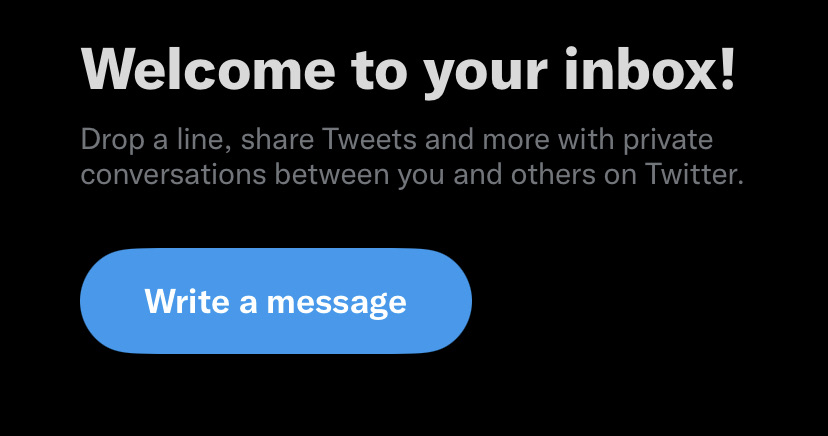 Welcome to your inbox!
Drop a line, share Tweets and more with private
conversations between you and others on Twitter.
Write a message